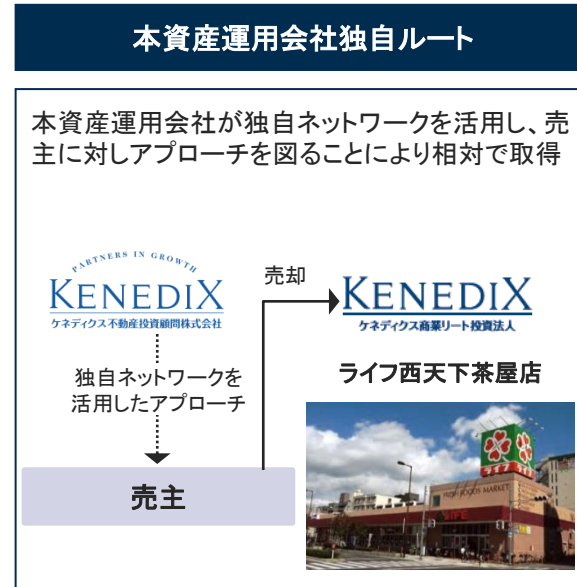 本資産運用会社独自ルート
本資産運用会社が独自ネットワークを活用し、売
主に対しアプローチを図ることにより相対で取得
PARTNERS IN GROWTH
KENEDIX
ケネディクス不動産投資顧問株式会社
売却
KENEDIX
ケネディクス商業リート投資法人
独自ネットワークを
活用したアプローチ
ライフ西天下茶屋店
売主
FRESH FOODS MARKET
LIFE